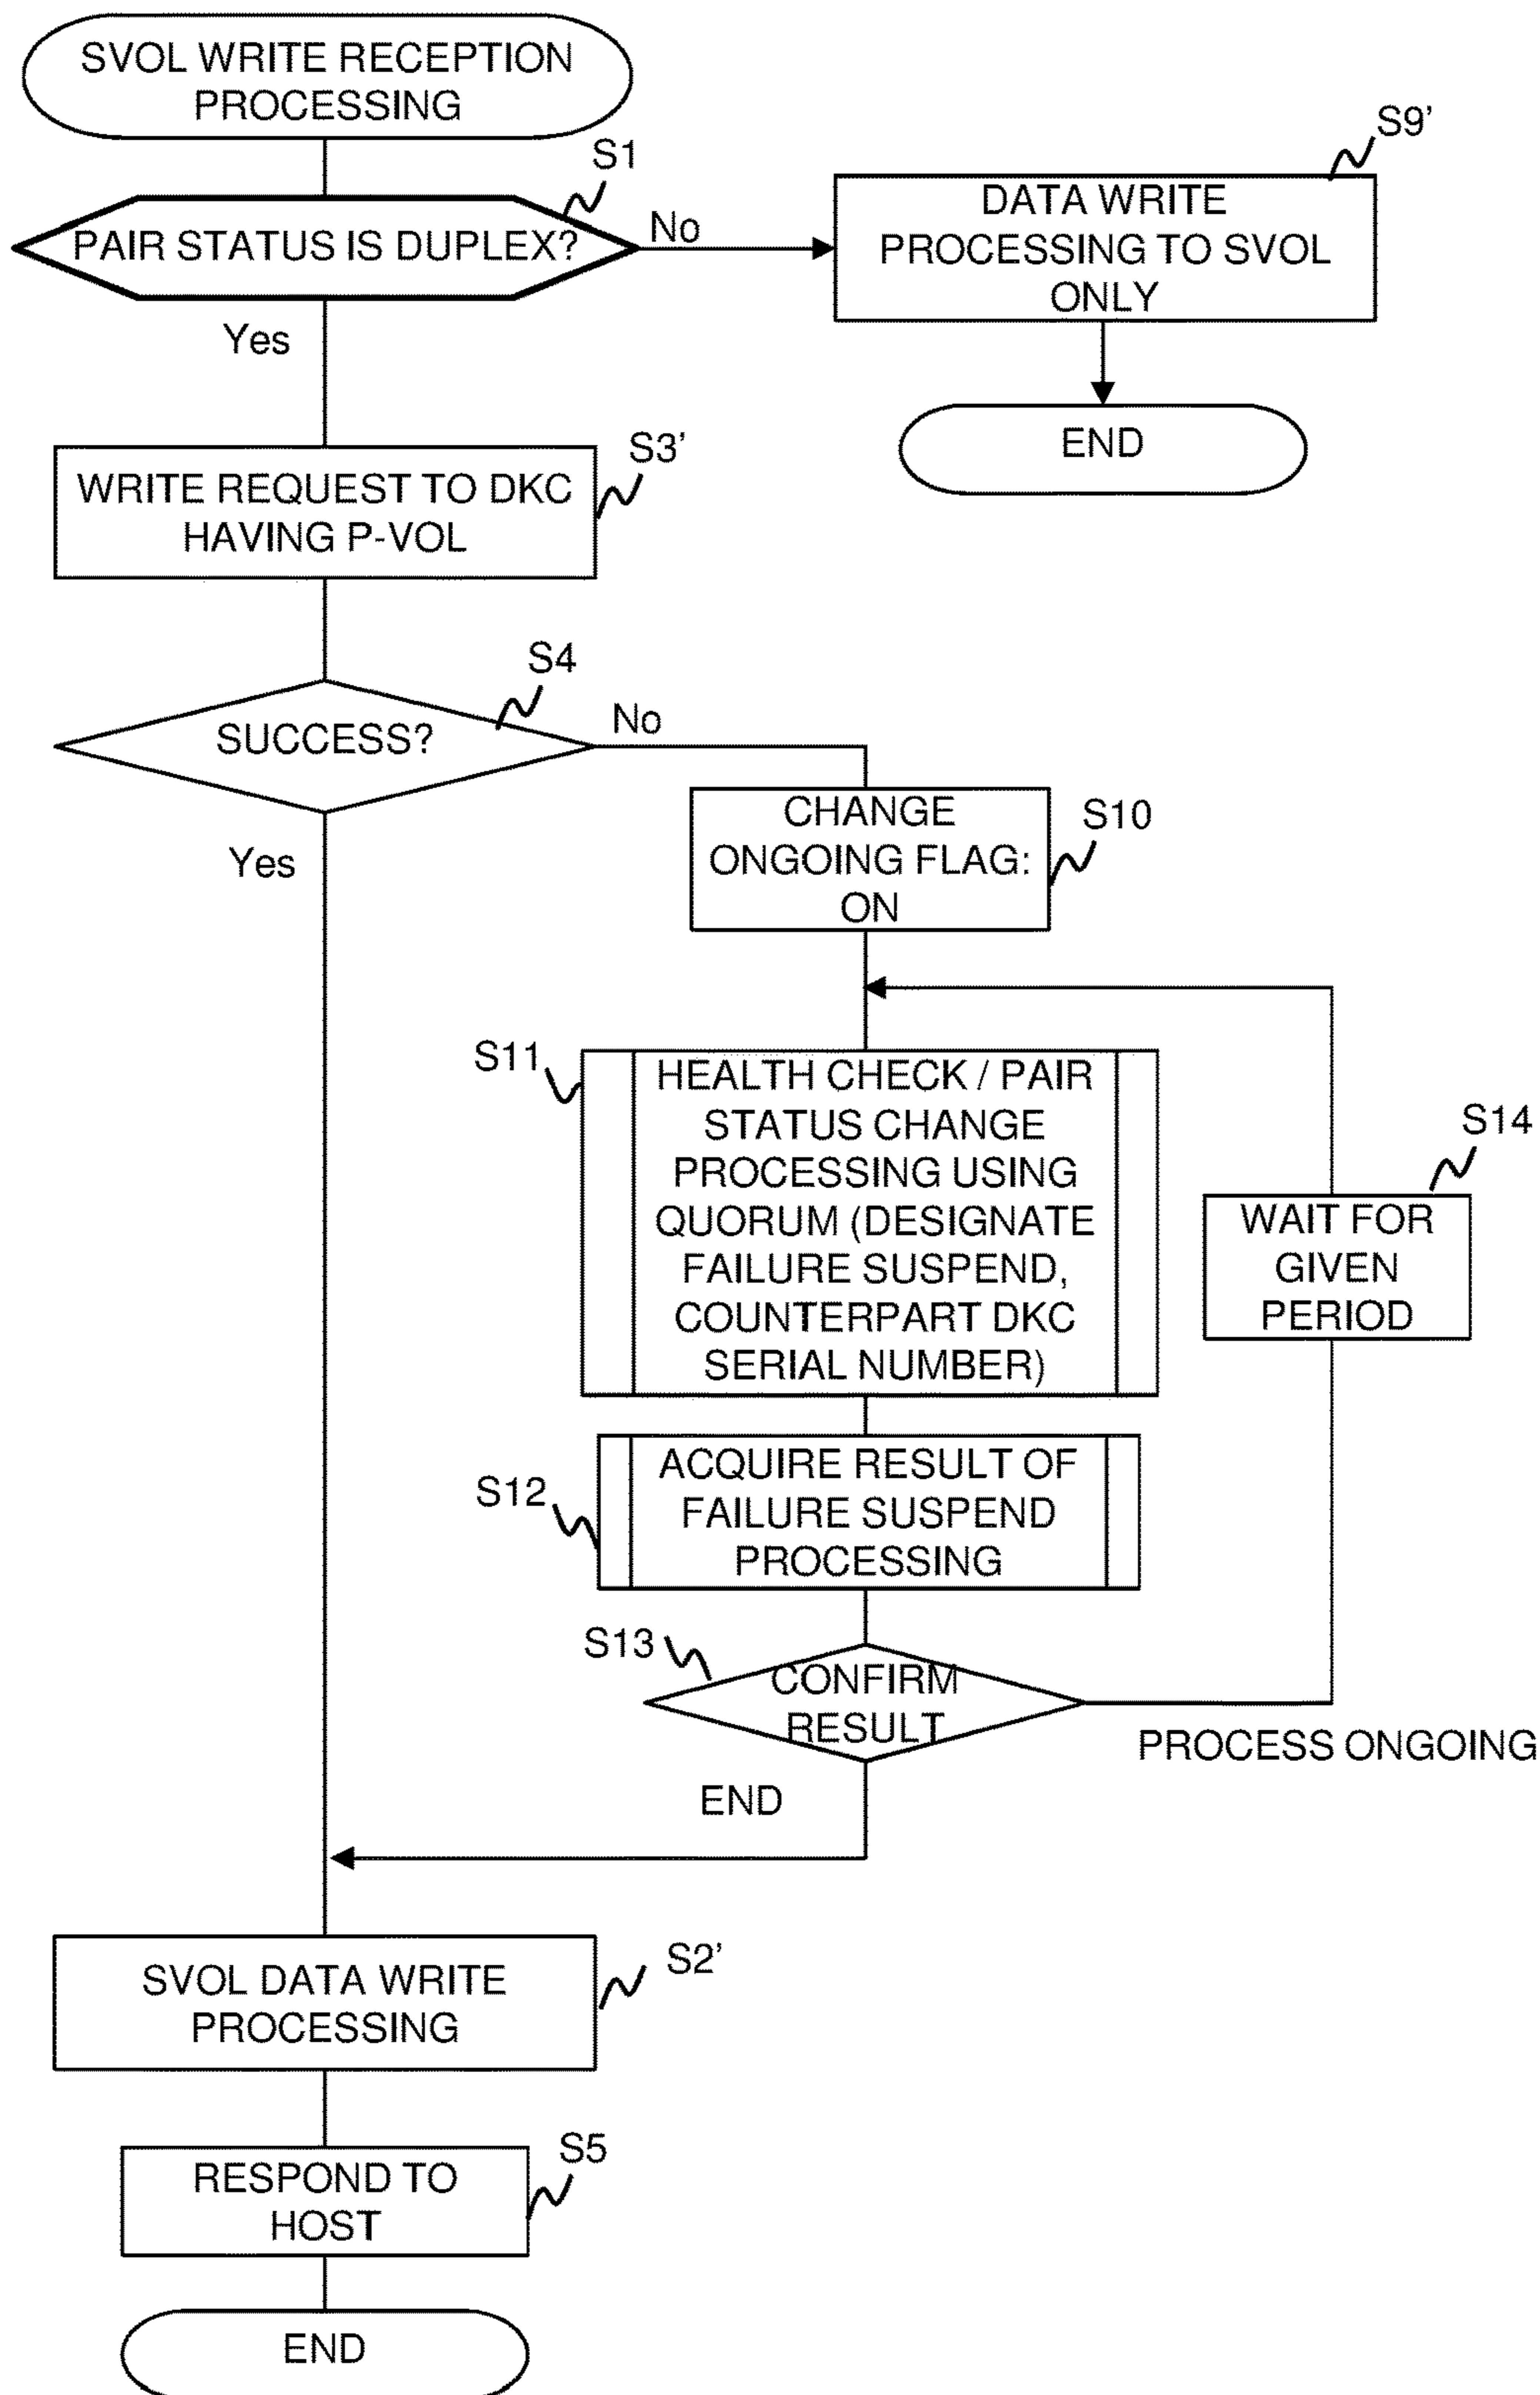 SVOL WRITE RECEPTION
PROCESSING
S1
PAIR STATUS IS DUPLEX?
No
S9'
DATA WRITE
PROCESSING TO SVOL
ONLY
END
Yes
S3'
WRITE REQUEST TO DKC
HAVING P-VOL
S4
SUCCESS?
No
Yes
CHANGE
ONGOING FLAG:
ON
S10
S11
HEALTH CHECK / PAIR
STATUS CHANGE
PROCESSING USING
QUORUM (DESIGNATE
FAILURE SUSPEND,
COUNTERPART DKC
SERIAL NUMBER)
S14
WAIT FOR
GIVEN
PERIOD
S12
ACQUIRE RESULT OF
FAILURE SUSPEND
PROCESSING
S13
CONFIRM
RESULT
PROCESS ONGOING
END
SVOL DATA WRITE
PROCESSING
S2'
RESPOND TO
HOST
S5
END